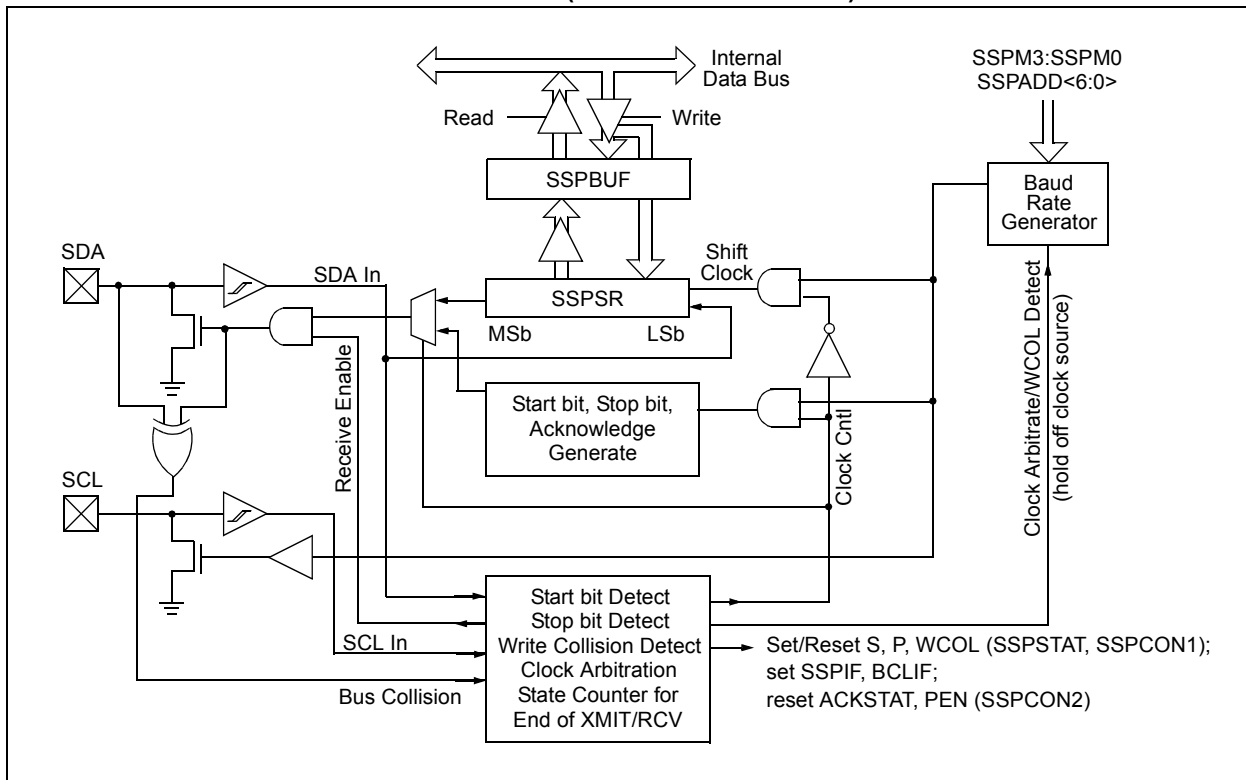 Internal
Data Bus
SSPM3:SSPM0
SSPADD<6:0>
Read
Write
SSPBUF
Baud
Rate
Generator
SDA
SDA In
Shift
Clock
SSPSR
MSb
LSb
Receive Enable
Start bit, Stop bit,
Acknowledge
Generate
Clock Cntl
Clock Arbitrate/WCOL Detect
(hold off clock source)
SCL
SCL In
Bus Collision
Start bit Detect
Stop bit Detect
Write Collision Detect
Clock Arbitration
State Counter for
End of XMIT/RCV
Set/Reset S, P, WCOL (SSPSTAT, SSPCON1);
set SSPIF, BCLIF;
reset ACKSTAT, PEN (SSPCON2)